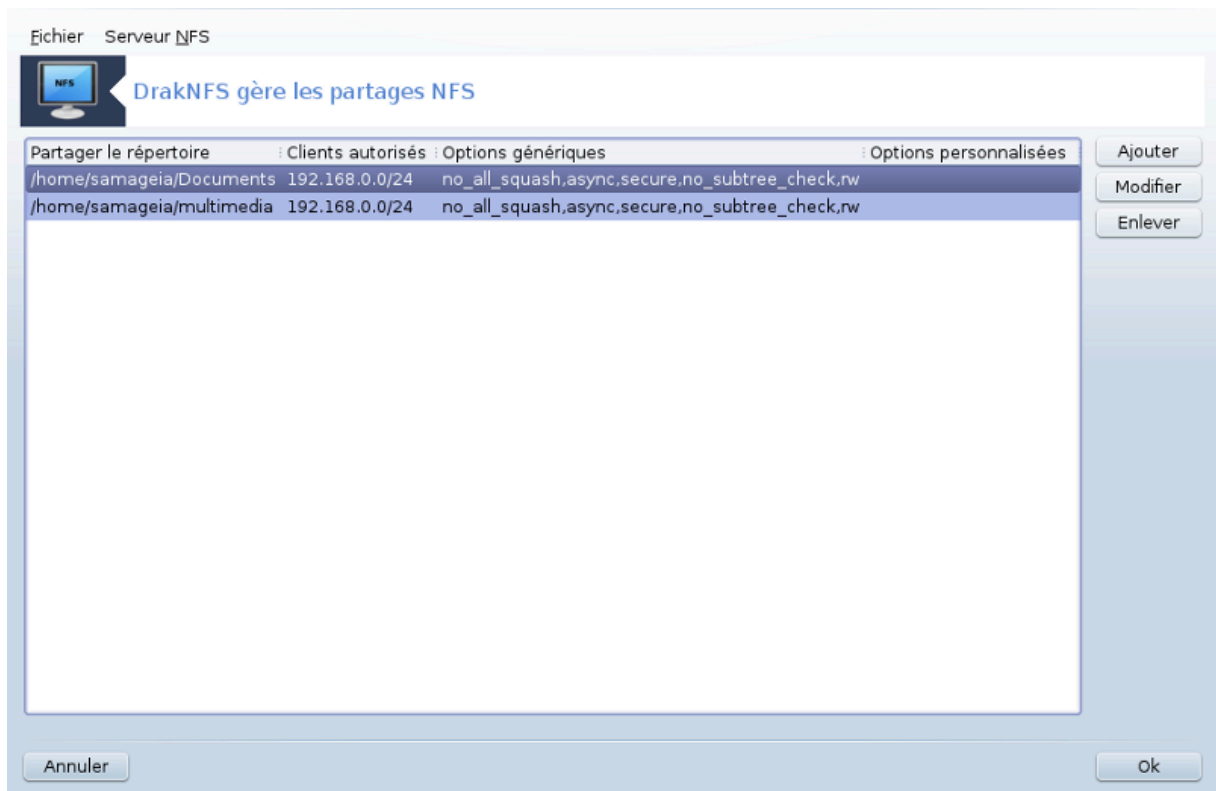 Fichier Serveur NFS
NFS
DrakNFS gère les partages NFS
Partager le répertoire Clients autorisés Options génériques Options personnalisées
/home/samageia/Documents 192.168.0.0/24 no_all_squash,async,secure,no_subtree_check,rw
/home/samageia/multimedia 192.168.0.0/24 no_all_squash,async,secure,no_subtree_check,rw
Ajouter
Modifier
Enlever
Annuler Ok